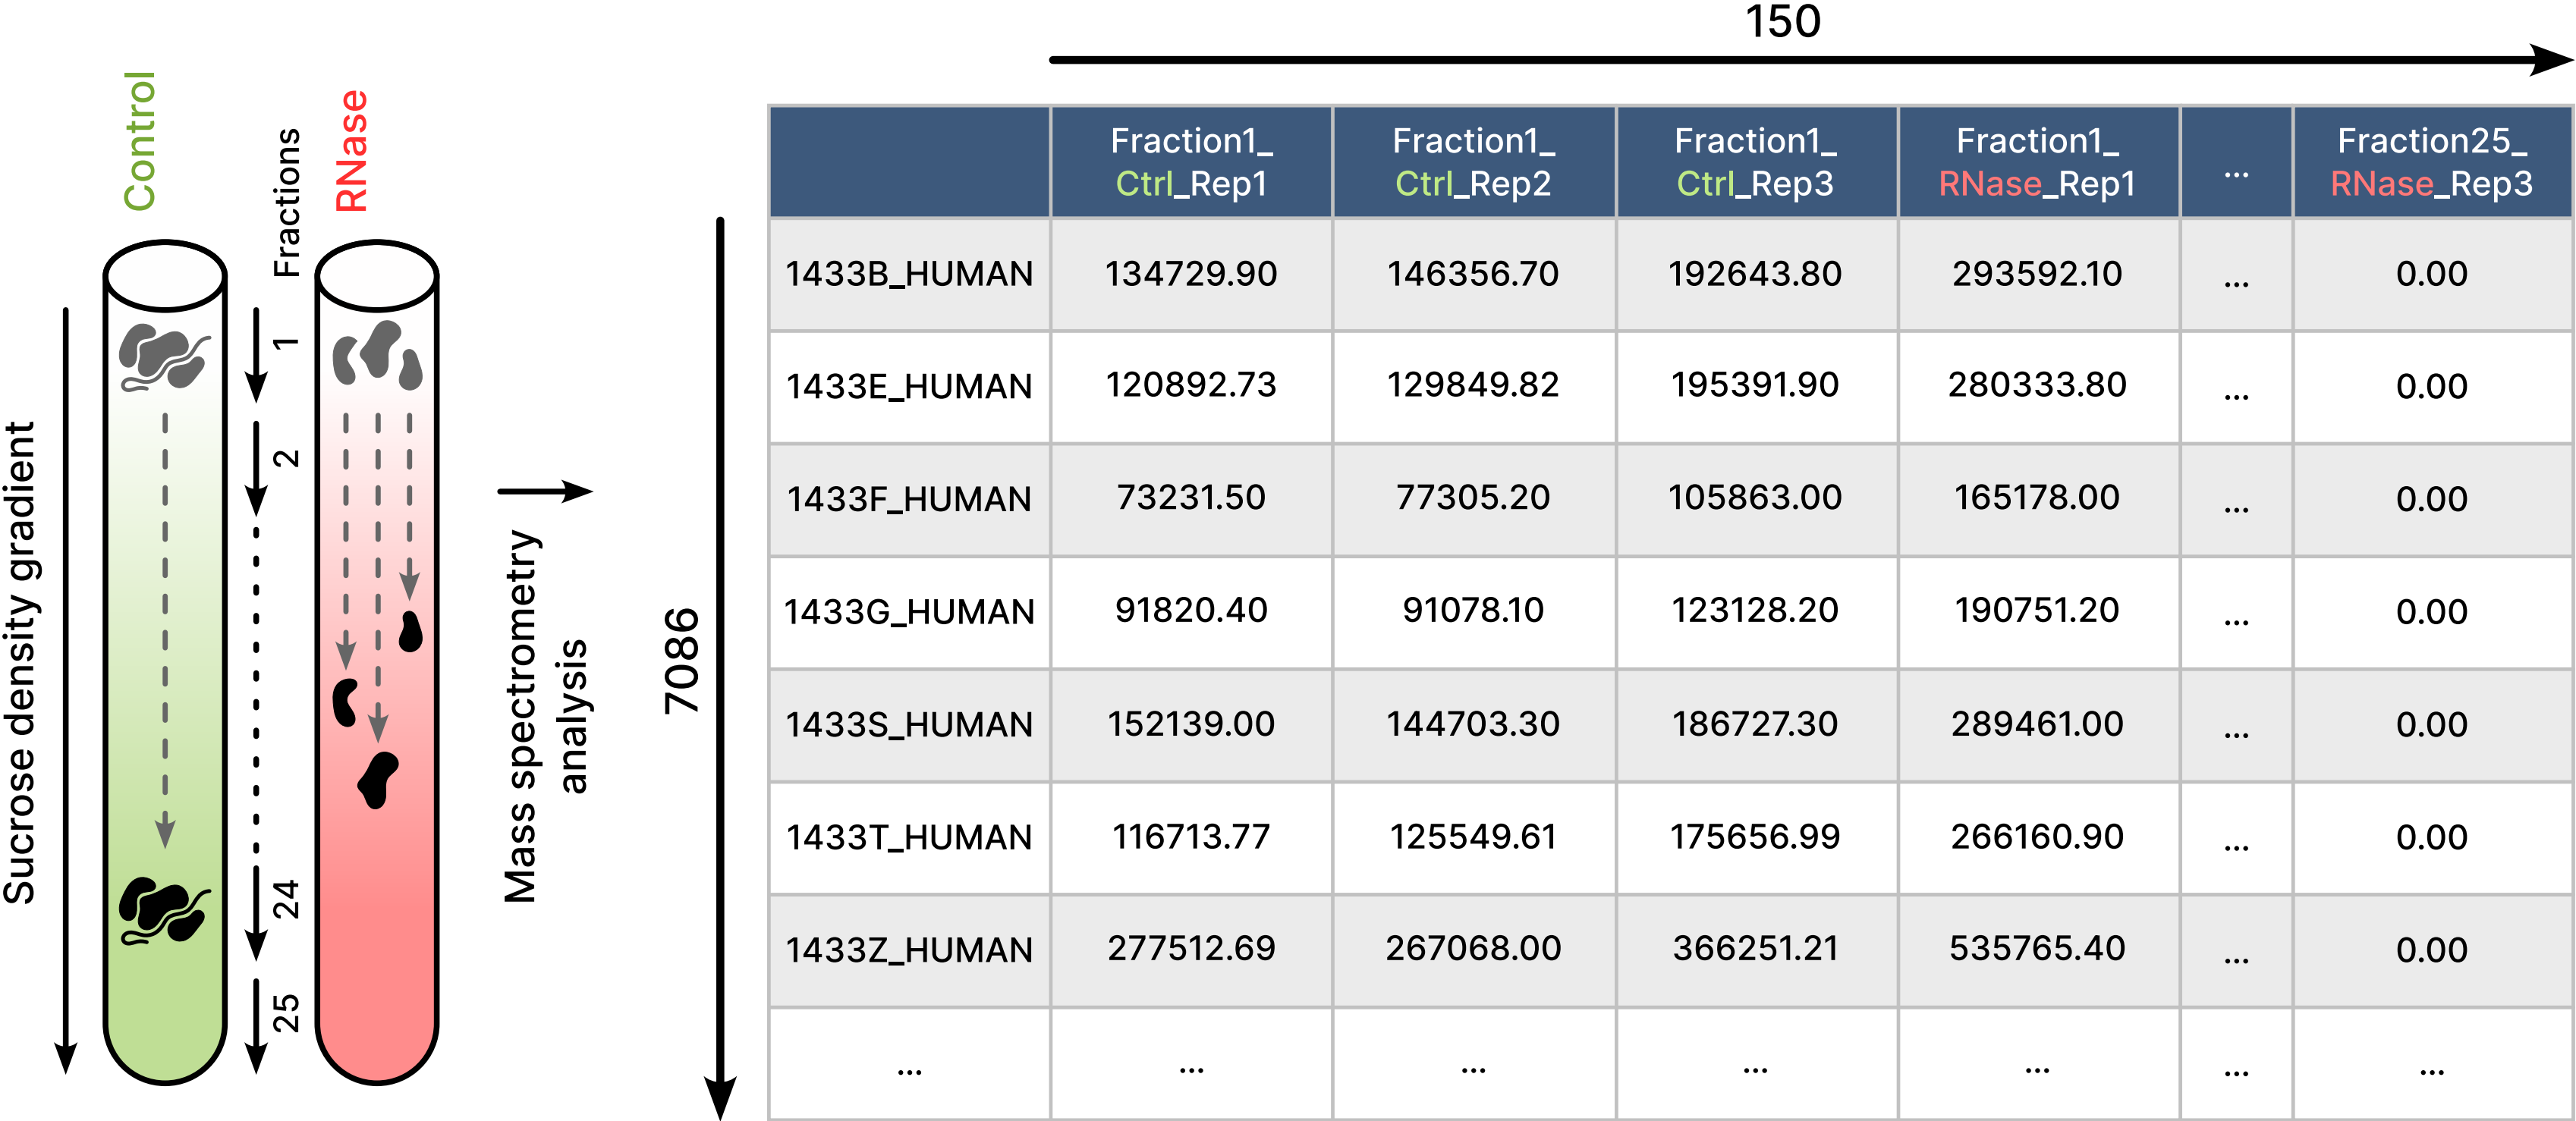 Control
Fractions
RNase
Sucrose density gradient
1
2
24
25
Mass spectrometry
analysis
150
7086
Fraction1_
Ctrl_Rep1
Fraction1_
Ctrl_Rep2
Fraction1_
Ctrl_Rep3
Fraction1_
RNase_Rep1
...
Fraction25_
RNase_Rep3
1433B_HUMAN 134729.90 146356.70 192643.80 293592.10 ... 0.00
1433E_HUMAN 120892.73 129849.82 195391.90 280333.80 ... 0.00
1433F_HUMAN 73231.50 77305.20 105863.00 165178.00 ... 0.00
1433G_HUMAN 91820.40 91078.10 123128.20 190751.20 ... 0.00
1433S_HUMAN 152139.00 144703.30 186727.30 289461.00 ... 0.00
1433T_HUMAN 116713.77 125549.61 175656.99 266160.90 ... 0.00
1433Z_HUMAN 277512.69 267068.00 366251.21 535765.40 ... 0.00
... ... ... ... ... ... ...